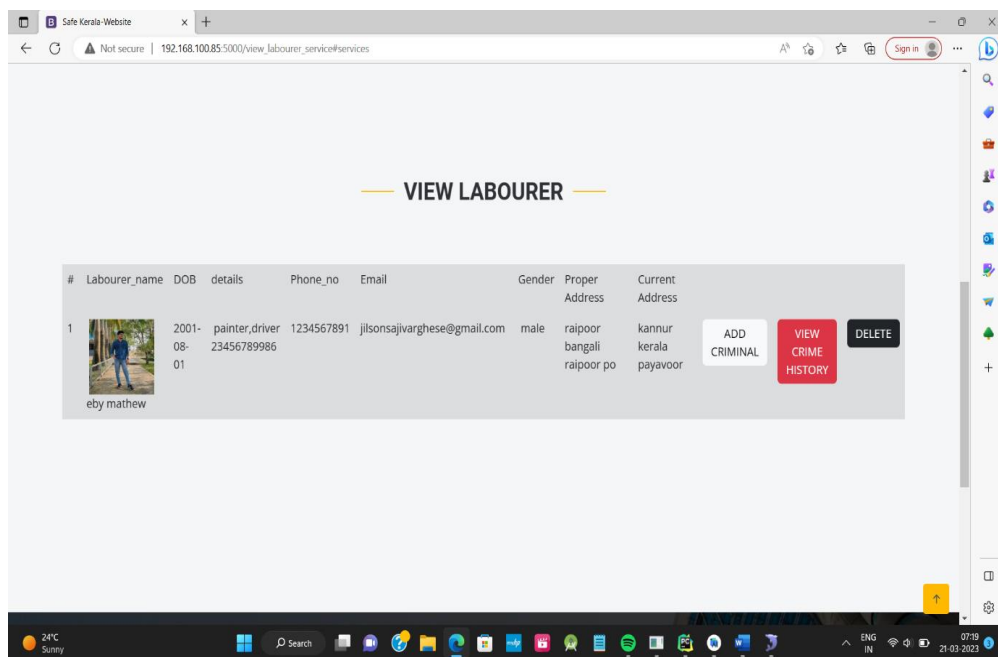 Safe Kerala-Website
Not secure | 192.168.100.85:5000/view_labourer_service#services
Sign in
VIEW LABOURER
# Labourer_name DOB details Phone_no Email Gender Proper Address Current Address
1 eby mathew 2001-08-01 painter,driver 23456789986 1234567891 jilsonsajivarghese@gmail.com male raipoor bangali raipoor po kannur kerala payavoor
ADD CRIMINAL
VIEW CRIME HISTORY
DELETE
24°C
Sunny
Search
ENG
IN
07:19
21-03-2023